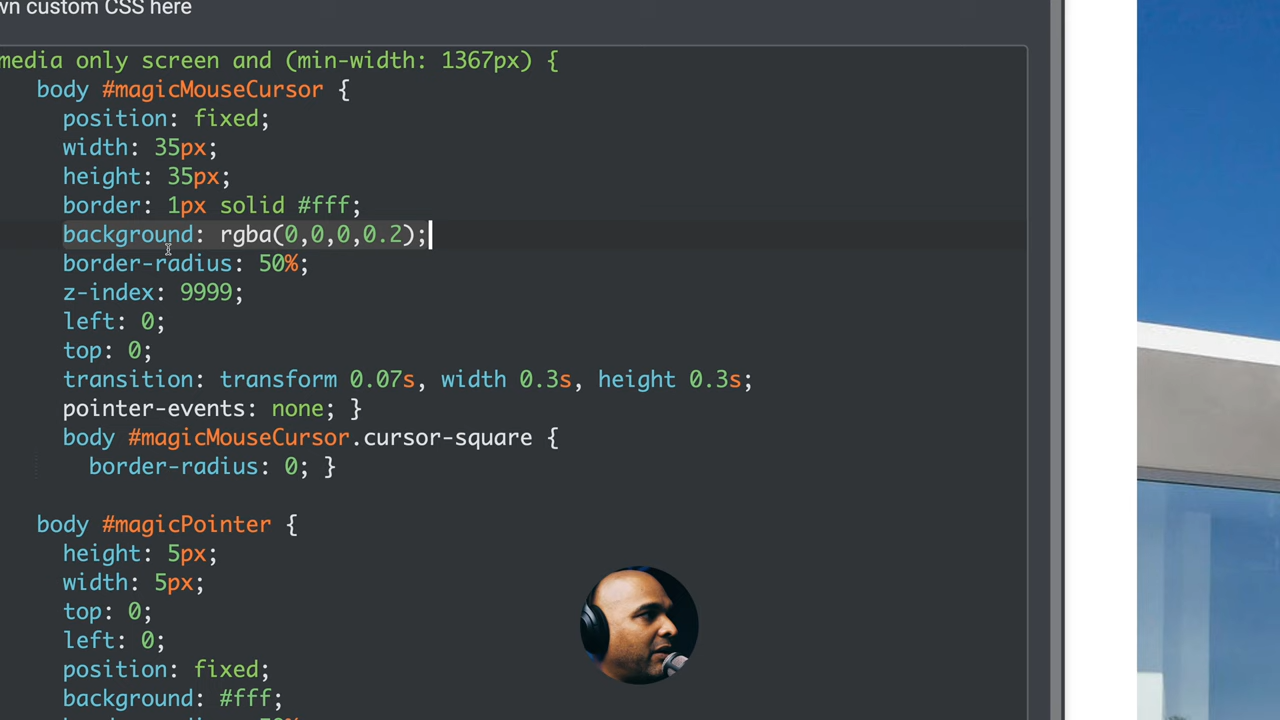 wn custom CSS here
media only screen and (min-width: 1367px) {
body #magicMouseCursor {
position: fixed;
width: 35px;
height: 35px;
border: 1px solid #fff;
background: rgba(0,0,0,0.2);
border-radius: 50%;
z-index: 9999;
left: 0;
top: 0;
transition: transform 0.07s, width 0.3s, height 0.3s;
pointer-events: none; }
body #magicMouseCursor.cursor-square {
border-radius: 0; }
body #magicPointer {
height: 5px;
width: 5px;
top: 0;
left: 0;
position: fixed;
background: #fff;